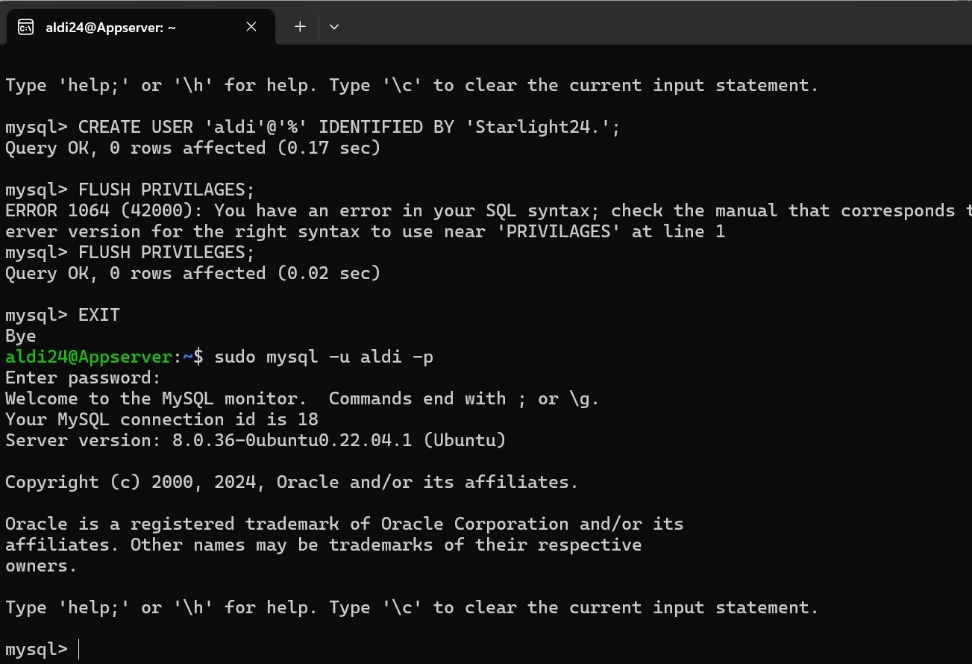 aldi24@Appserver: ~
Type 'help;' or '\h' for help. Type '\c' to clear the current input statement.
mysql> CREATE USER 'aldi'@'%' IDENTIFIED BY 'Starlight24.';
Query OK, 0 rows affected (0.17 sec)
mysql> FLUSH PRIVILAGES;
ERROR 1064 (42000): You have an error in your SQL syntax; check the manual that corresponds t
erver version for the right syntax to use near 'PRIVILAGES' at line 1
mysql> FLUSH PRIVILEGES;
Query OK, 0 rows affected (0.02 sec)
mysql> EXIT
Bye
aldi24@Appserver:~$ sudo mysql -u aldi -p
Enter password:
Welcome to the MySQL monitor.  Commands end with ; or \g.
Your MySQL connection id is 18
Server version: 8.0.36-0ubuntu0.22.04.1 (Ubuntu)
Copyright (c) 2000, 2024, Oracle and/or its affiliates.
Oracle is a registered trademark of Oracle Corporation and/or its
affiliates. Other names may be trademarks of their respective
owners.
Type 'help;' or '\h' for help. Type '\c' to clear the current input statement.
mysql>